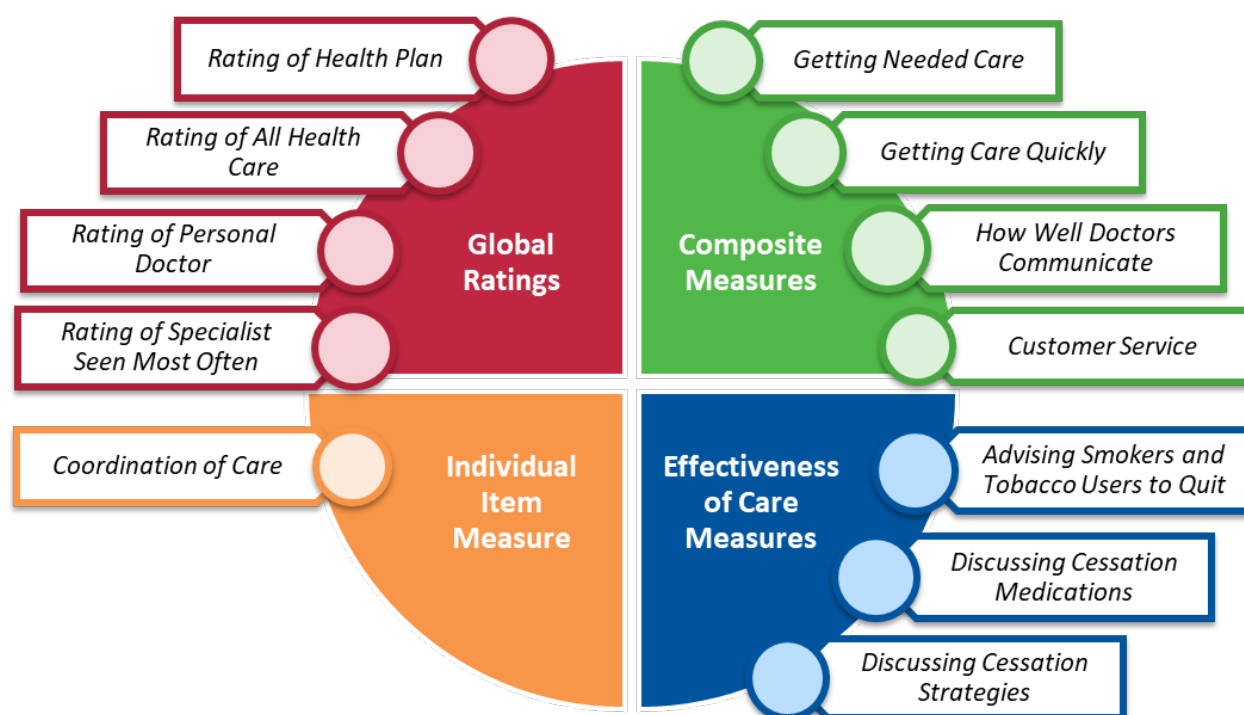 Rating of Health Plan
Rating of All Health
Care
Rating of Personal
Doctor
Rating of Specialist
Seen Most Often
Global
Ratings
Getting Needed Care
Getting Care Quickly
How Well Doctors
Communicate
Customer Service
Composite
Measures
Coordination of Care
Individual
Item
Measure
Effectiveness
of Care
Measures
Advising Smokers and
Tobacco Users to Quit
Discussing Cessation
Medications
Discussing Cessation
Strategies